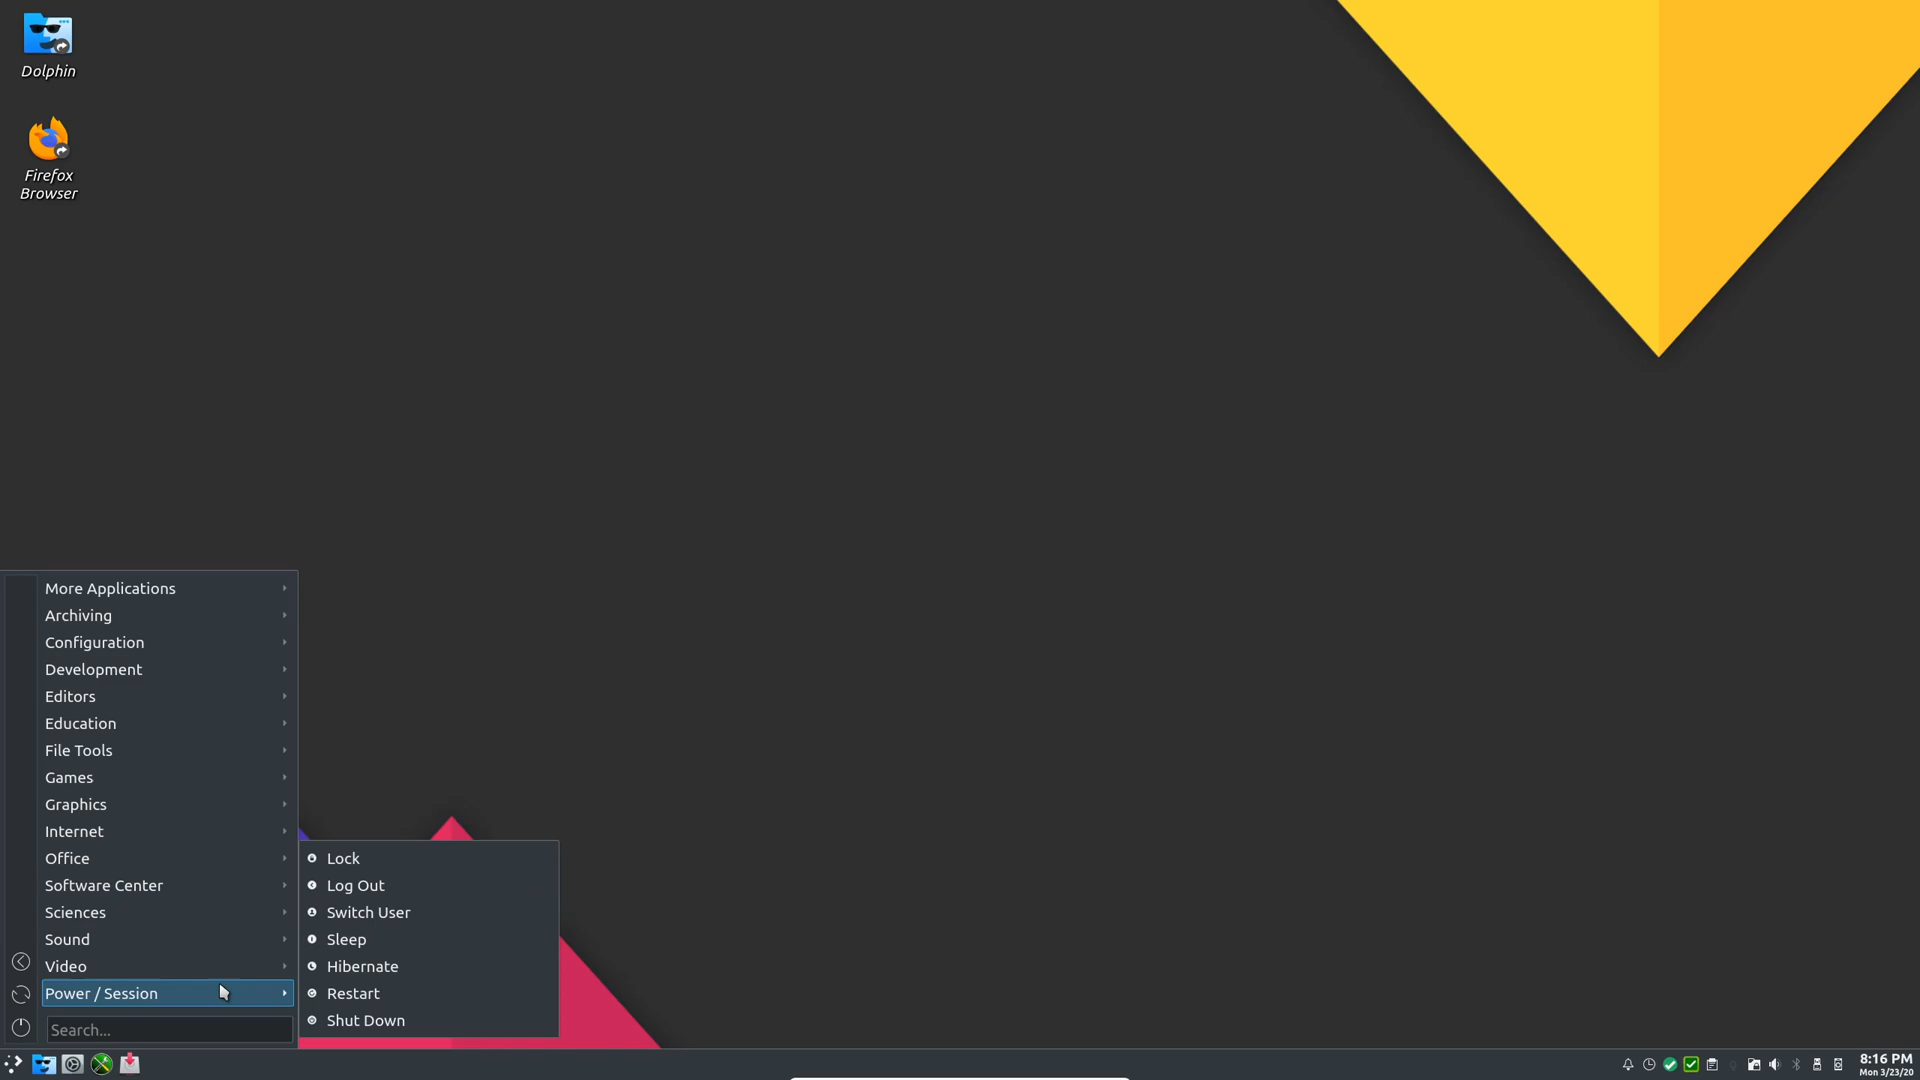 Dolphin
Firefox
Browser
More Applications
Archiving
Configuration
Development
Editors
Education
File Tools
Games
Graphics
Internet
Office
Software Center
Sciences
Sound
Video
Power / Session
Search...
Lock
Log Out
Switch User
Sleep
Hibernate
Restart
Shut Down
8:16 PM
Mon 3/23/20